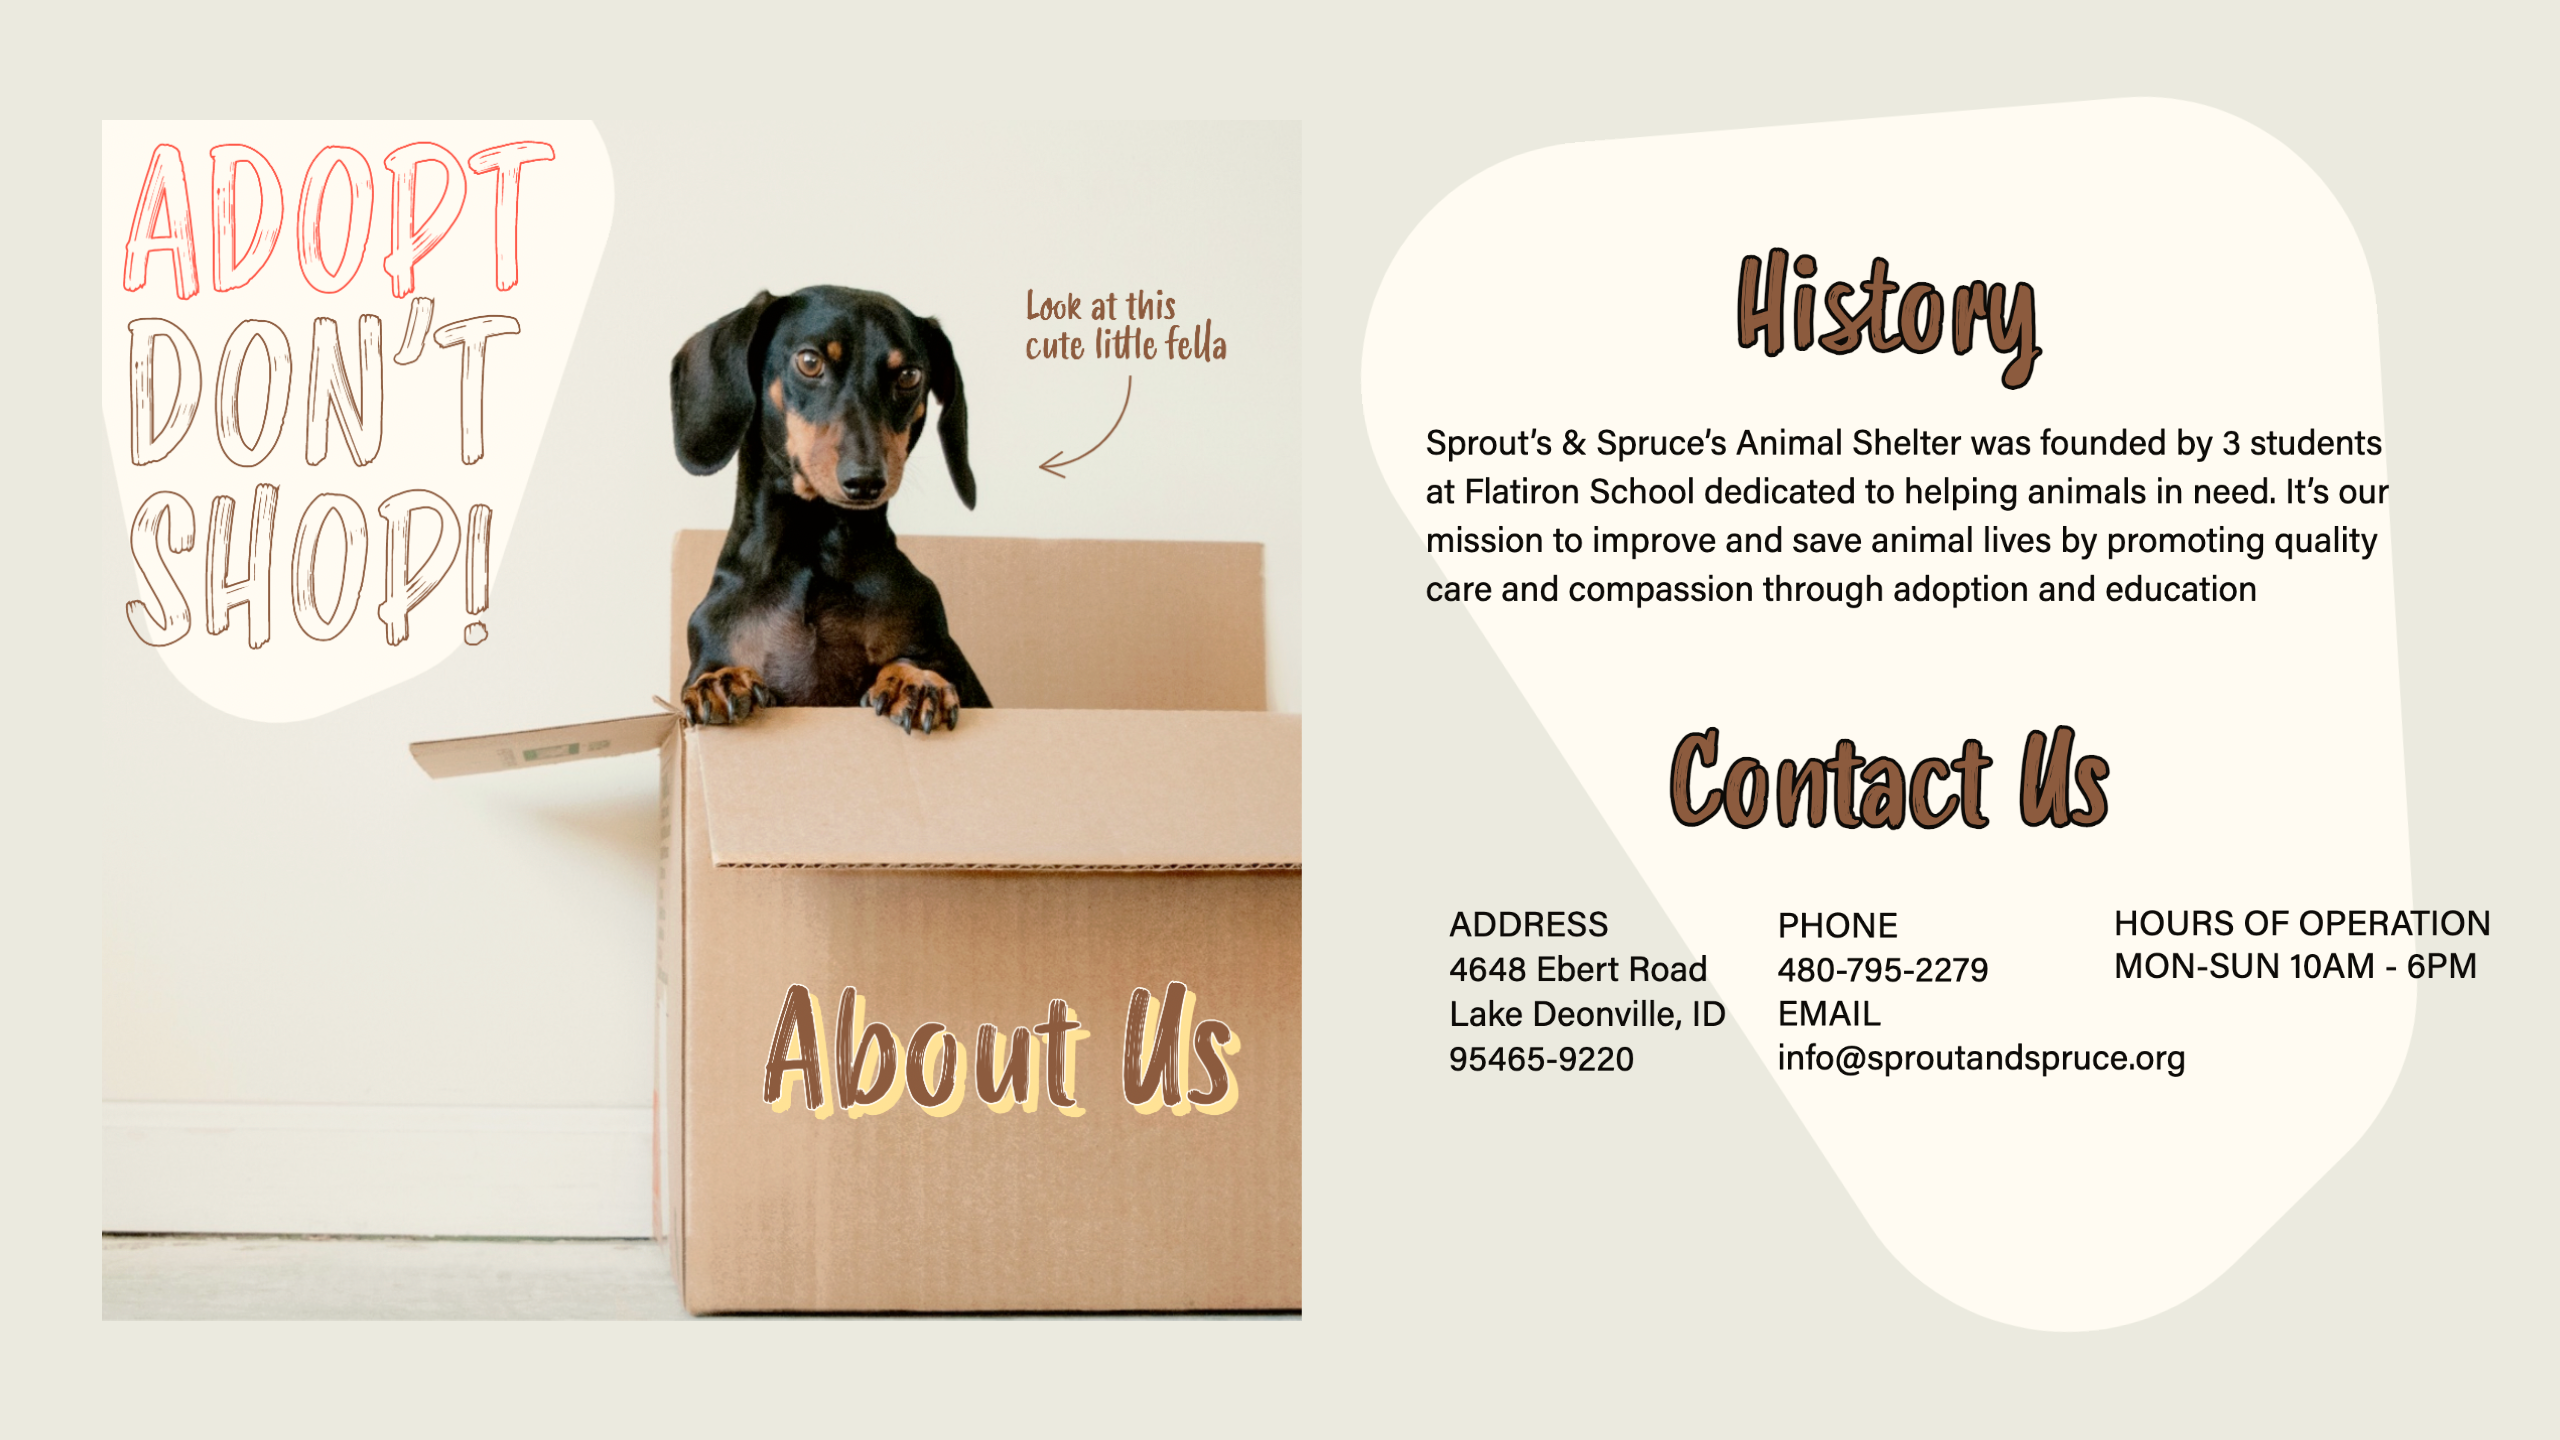 ADOPT
DON'T
SHOP!
Look at this
cute little fella
About Us
History
Sprout’s & Spruce’s Animal Shelter was founded by 3 students
at Flatiron School dedicated to helping animals in need. It’s our
mission to improve and save animal lives by promoting quality
care and compassion through adoption and education
Contact Us
ADDRESS
4648 Ebert Road
Lake Deonville, ID
95465-9220
PHONE
480-795-2279
EMAIL
info@sproutandspruce.org
HOURS OF OPERATION
MON-SUN 10AM - 6PM